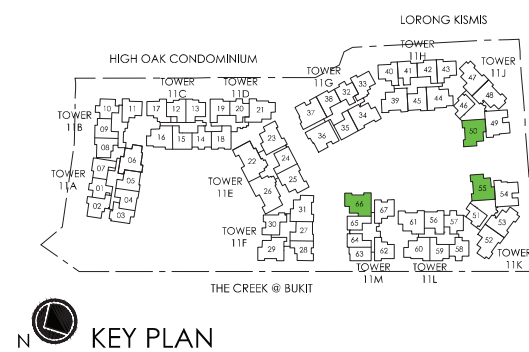 LORONG KISMIS
HIGH OAK CONDOMINIUM
TOWER 11H
TOWER 11J
TOWER 11G
TOWER 11C
TOWER 11D
40 41 42 43
47
48
46
49
50
33
32
38
37
39 45 44
34
35
36
10 11
17 12 13
19 20 21
TOWER 11B
09
08
16 15 14 18
23
06
07
05
01
04
02
03
TOWER 11A
22
24
25
26
TOWER 11E
55
54
51
53
52
66
67
65
64
63 62
61 56 57
60 59 58
31
30
27
29 28
TOWER 11F
TOWER 11M
TOWER 11L
TOWER 11K
THE CREEK @ BUKIT
N
KEY PLAN